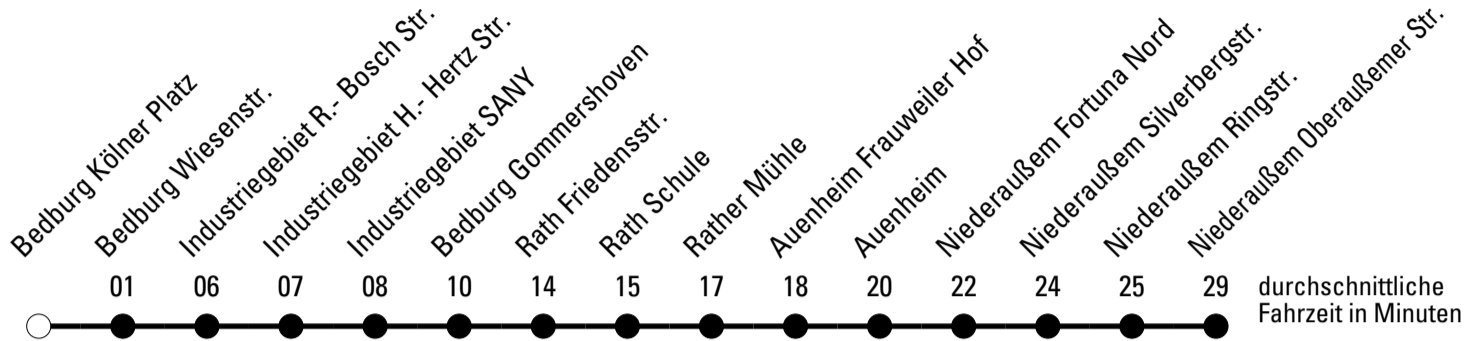 Bedburg Kölner Platz
Bedburg Wiesenstr.
Industriegebiet R.- Bosch Str.
Industriegebiet H.- Hertz Str.
Industriegebiet SANY
Bedburg Gommershoven
Rath Friedensstr.
Rath Schule
Rather Mühle
Auenheim Frauweiler Hof
Auenheim
Niederaußem Fortuna Nord
Niederaußem Silverbergstr.
Niederaußem Ringstr.
Niederaußem Oberaußemer Str.
01 06 07 08 10 14 15 17 18 20 22 24 25 29
durchschnittliche
Fahrzeit in Minuten